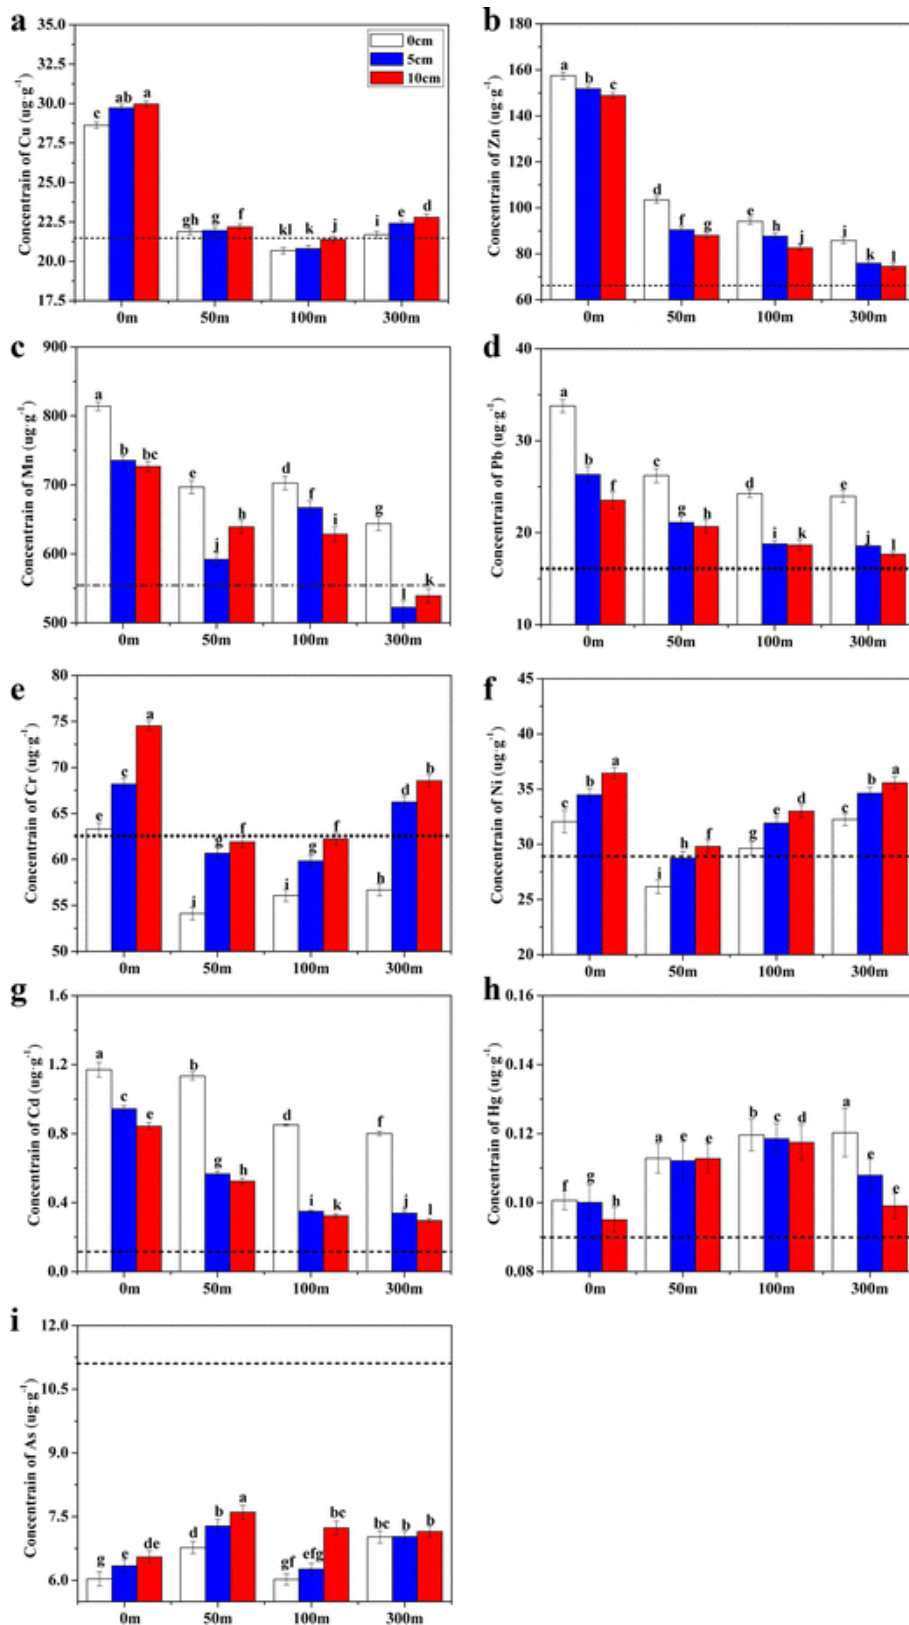 a
Concentrain of Cu (ug·g-1)
35.0
32.5
30.0
27.5
25.0
22.5
20.0
17.5
0cm
5cm
10cm
c ab a
gh g f
kl k j
i e d
0m 50m 100m 300m
b
Concentrain of Zn (ug·g-1)
180
160
140
120
100
80
60
a b c
d f g
e h j
i k l
0m 50m 100m 300m
c
Concentrain of Mn (ug·g-1)
900
800
700
600
500
a b bc
e j h
d f i
g l k
0m 50m 100m 300m
d
Concentrain of Pb (ug·g-1)
40
30
20
10
a b f
c g h
d i k
e j l
0m 50m 100m 300m
e
Concentrain of Cr (ug·g-1)
80
75
70
65
60
55
50
e c a
j g f
i g f
h d b
0m 50m 100m 300m
f
Concentrain of Ni (ug·g-1)
45
40
35
30
25
20
c b a
i h f
g e d
c b a
0m 50m 100m 300m
g
Concentrain of Cd (ug·g-1)
1.6
1.2
0.8
0.4
0.0
a c e
b g h
d i k
f j l
0m 50m 100m 300m
h
Concentrain of Hg (ug·g-1)
0.16
0.14
0.12
0.10
0.08
f g h
a e e
b c d
a e e
0m 50m 100m 300m
i
Concentrain of As (ug·g-1)
12.0
10.5
9.0
7.5
6.0
g e de
d b a
gf efg bc
bc b b
0m 50m 100m 300m